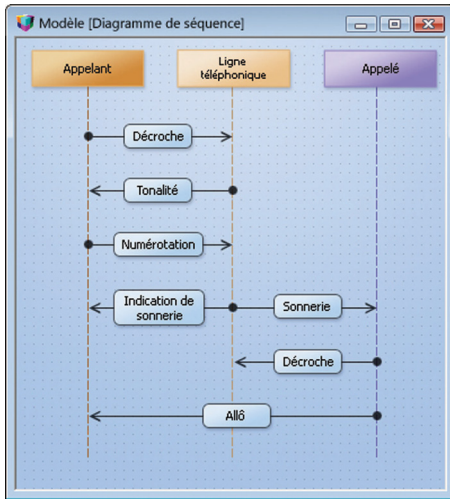 Modèle [Diagramme de séquence]
Appelant
Ligne
téléphonique
Appelé
Décroche
Tonalité
Numérotation
Indication de
sonnerie
Sonnerie
Décroche
Allô